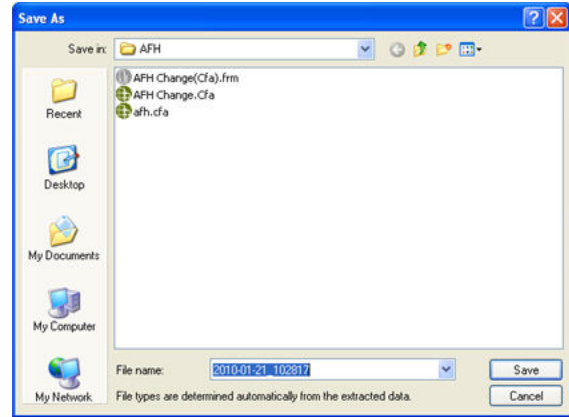 Save As
Save in: AFH
AFH Change(Cfa).frm
AFH Change.Cfa
afh.cfa
Recent
Desktop
My Documents
My Computer
My Network
File name: 2010-01-21_102817
Save
File types are determined automatically from the extracted data.
Cancel